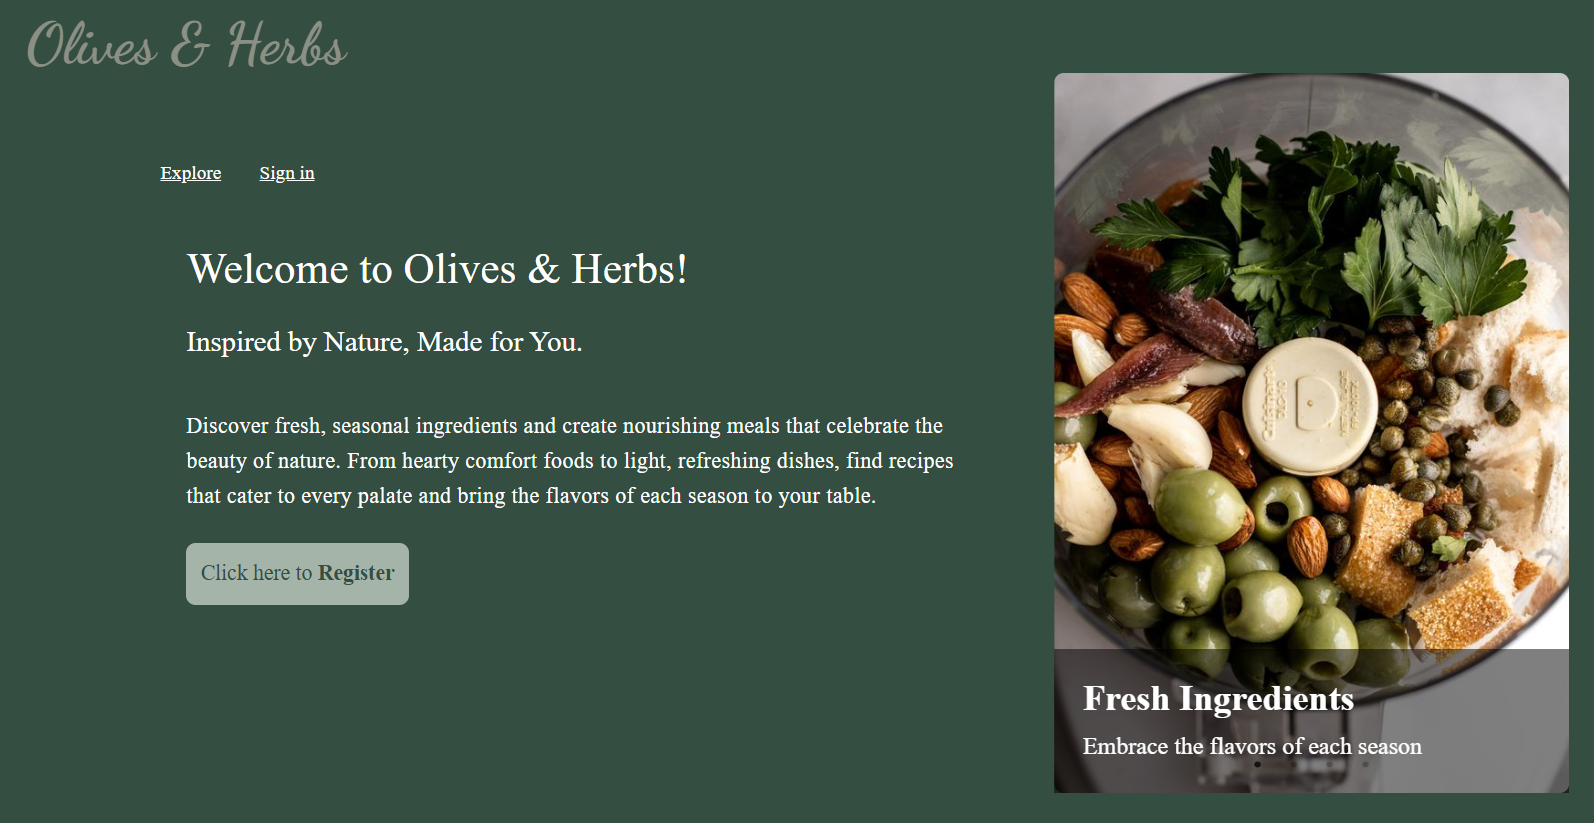 Olives & Herbs
Explore Sign in
Welcome to Olives & Herbs!
Inspired by Nature, Made for You.
Discover fresh, seasonal ingredients and create nourishing meals that celebrate the
beauty of nature. From hearty comfort foods to light, refreshing dishes, find recipes
that cater to every palate and bring the flavors of each season to your table.
Click here to Register
Fresh Ingredients
Embrace the flavors of each season